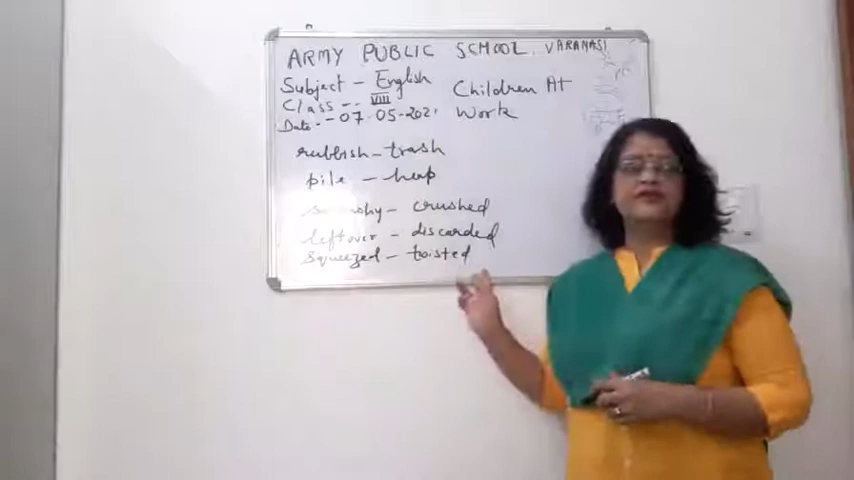 ARMY PUBLIC SCHOOL. VARANASI
Subject - English
Class -- VIII
Date - - 07-05-2021
Children At
Work
rubbish - trash
pile - heap
- crushed
leftover - discarded
squeezed - twisted